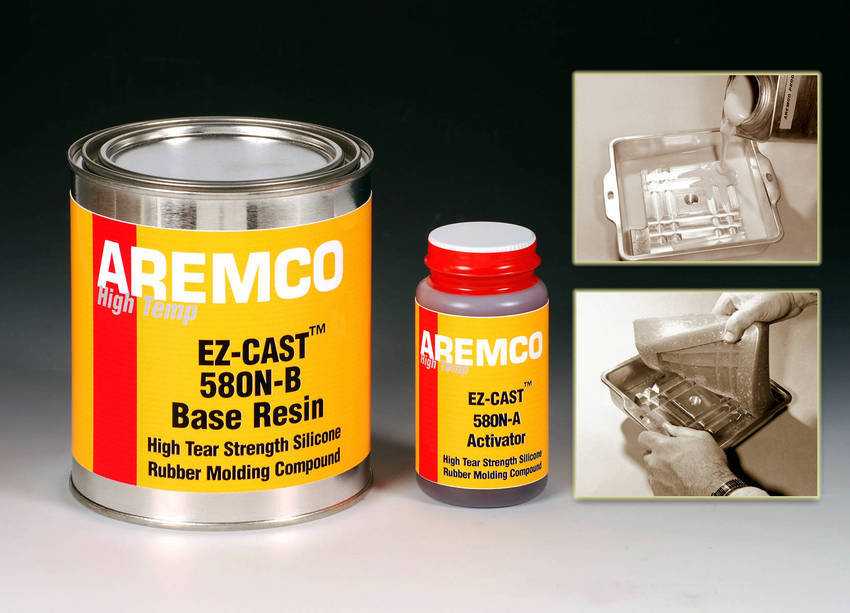 AREMCO
High Temp
EZ-CAST™
580N-B
Base Resin
High Tear Strength Silicone
Rubber Molding Compound
AREMCO
High Temp
EZ-CAST™
580N-A
Activator
High Tear Strength Silicone
Rubber Molding Compound
AREMCO